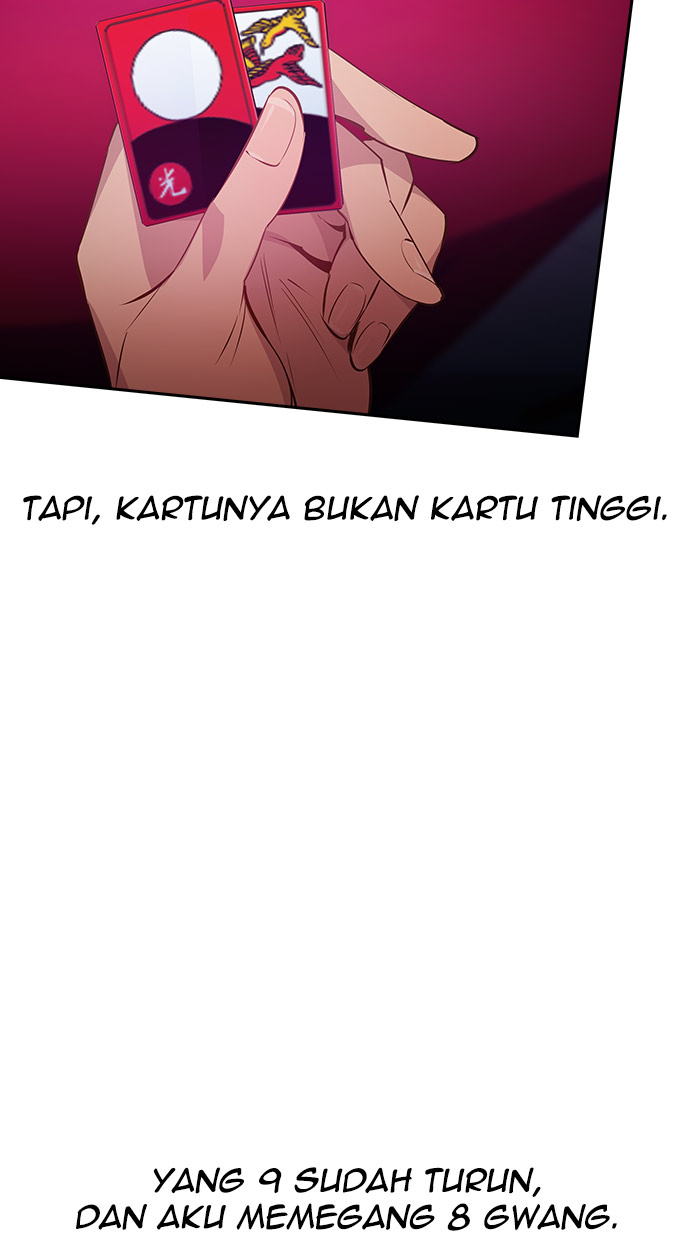 光
TAPI, KARTUNYA BUKAN KARTU TINGGI.
YANG 9 SUDAH TURUN,
DAN AKU MEMEGANG 8 GWANG.